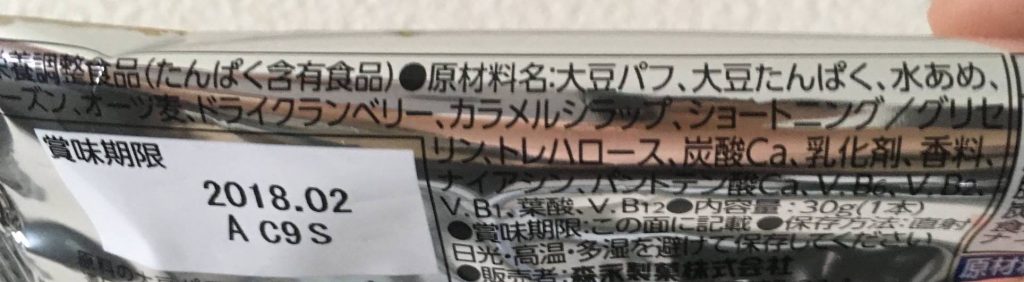 養調整食品(たんぱく含有食品)●原材料名:大豆パフ、大豆たんぱく、水あめ、
ーズン、オーツ麦、ドライクランベリー、カラメルシラップ、ショートニング/グリセ
リン、トレハロース、炭酸Ca、乳化剤、香料、
ナイアシン、パントテン酸Ca、V.B6、V.B2、
V.B1、葉酸、V.B12●内容量:30g(1本)
●賞味期限:この面に記載●保存方法:直射
日光・高温・多湿を避けて保存してください
●販売者:森永製菓株式会社
賞味期限
2018.02
A C9S
原材